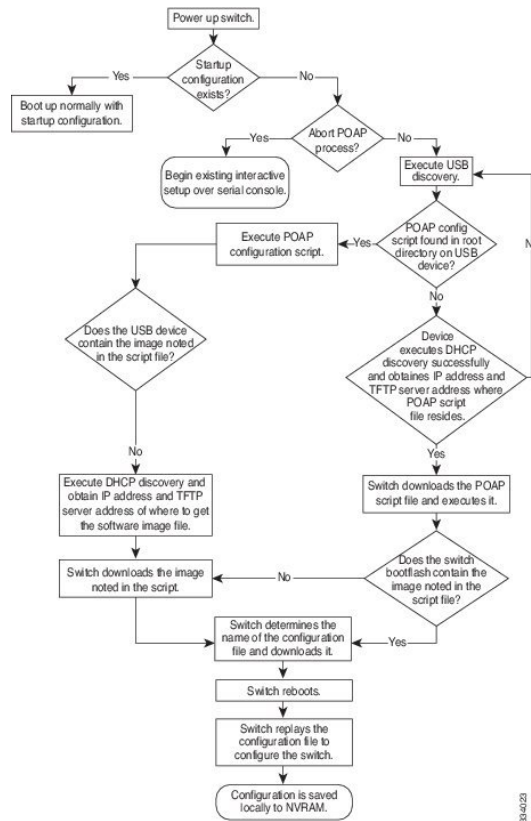 Power up switch.
Startup
configuration
exists?
Yes
No
Boot up normally with
startup configuration.
Abort POAP
process?
Yes
No
Begin existing interactive
setup over serial console.
Execute USB
discovery.
Execute POAP
configuration script.
Yes
POAP config
script found in root
directory on USB
device?
No
Does the USB device
contain the image noted
in the script file?
Device
executes DHCP
discovery successfully
and obtaines IP address and
TFTP server address where
POAP script
file resides.
No
Yes
Execute DHCP discovery and
obtain IP address and TFTP
server address of where to get
the software image file.
Switch downloads the POAP
script file and executes it.
Switch downloads the image
noted in the script.
No
Does the switch
bootflash contain the
image noted in the
script file?
Yes
Switch determines the
name of the configuration
file and downloads it.
Switch reboots.
Switch replays the
configuration file to
configure the switch.
Configuration is saved
locally to NVRAM.